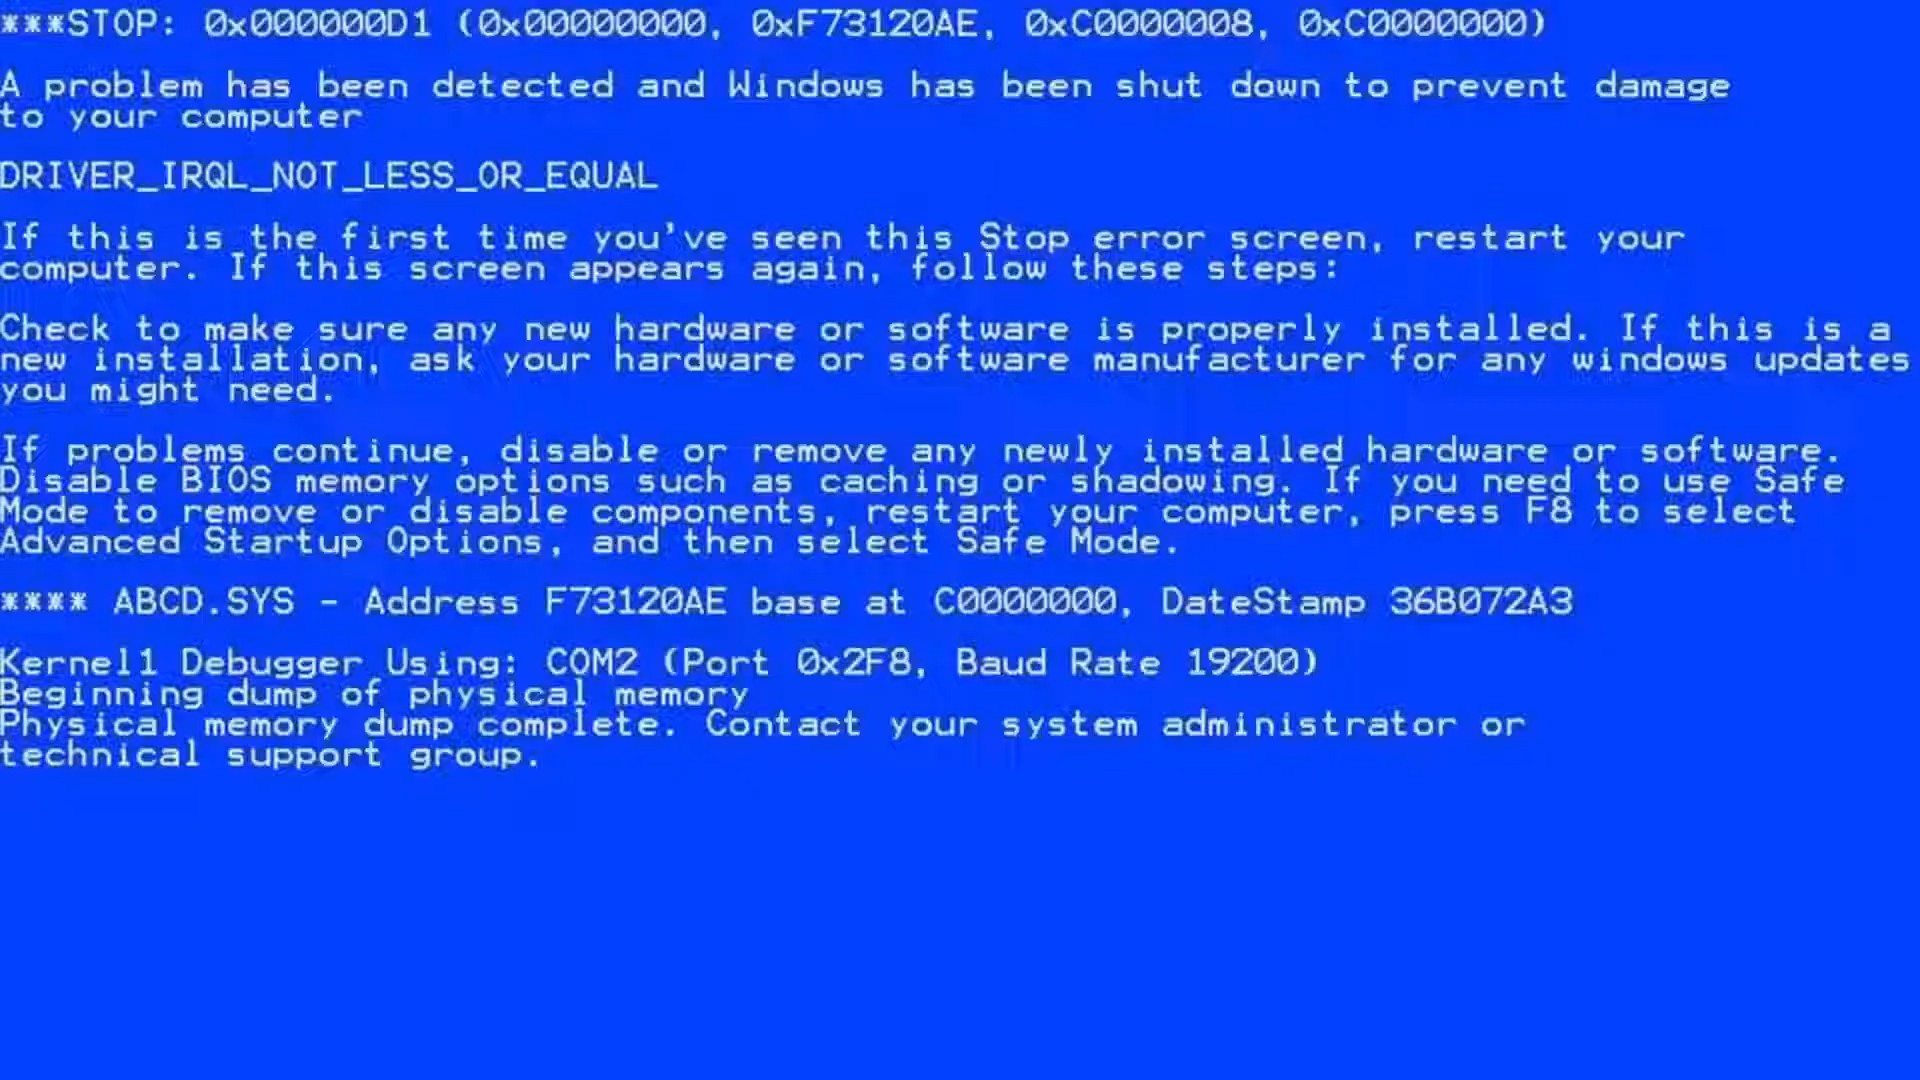 ***STOP: 0x000000D1 (0x00000000, 0xF73120AE, 0xC0000008, 0xC0000000)
A problem has been detected and Windows has been shut down to prevent damage
to your computer
DRIVER_IRQL_NOT_LESS_OR_EQUAL
If this is the first time you've seen this Stop error screen, restart your
computer. If this screen appears again, follow these steps:
Check to make sure any new hardware or software is properly installed. If this is a
new installation, ask your hardware or software manufacturer for any windows updates
you might need.
If problems continue, disable or remove any newly installed hardware or software.
Disable BIOS memory options such as caching or shadowing. If you need to use Safe
Mode to remove or disable components, restart your computer, press F8 to select
Advanced Startup Options, and then select Safe Mode.
**** ABCD.SYS - Address F73120AE base at C0000000, DateStamp 36B072A3
Kernel1 Debugger Using: COM2 (Port 0x2F8, Baud Rate 19200)
Beginning dump of physical memory
Physical memory dump complete. Contact your system administrator or
technical support group.